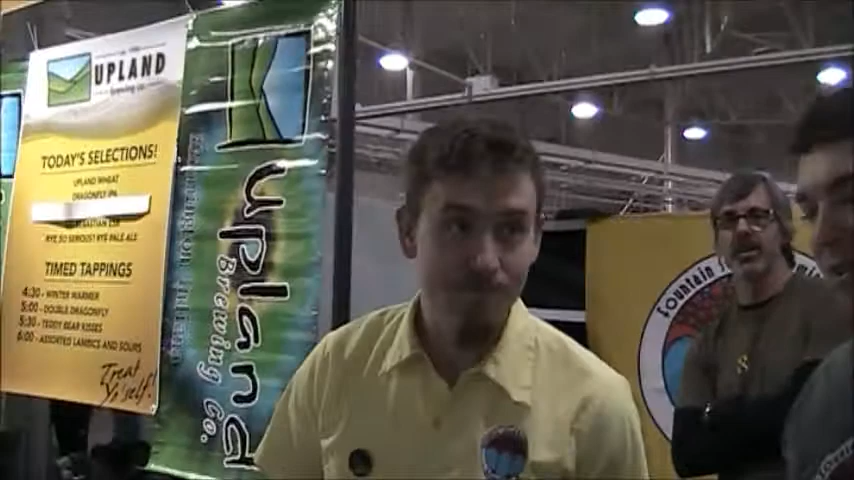 UPLAND
brewing co.
TODAY'S SELECTIONS!
UPLAND WHEAT
DRAGONFLY IPA
RYE, SO SERIOUS? RYE PALE ALE
TIMED TAPPINGS
4:30 - WINTER WARMER
5:00 - DOUBLE DRAGONFLY
5:30 - TEDDY BEAR KISSES
6:00 - ASSORTED LAMBICS AND SOURS
Treat
Yo'self!
upland
Brewing Co.
Bloomington Indiana
Fountain